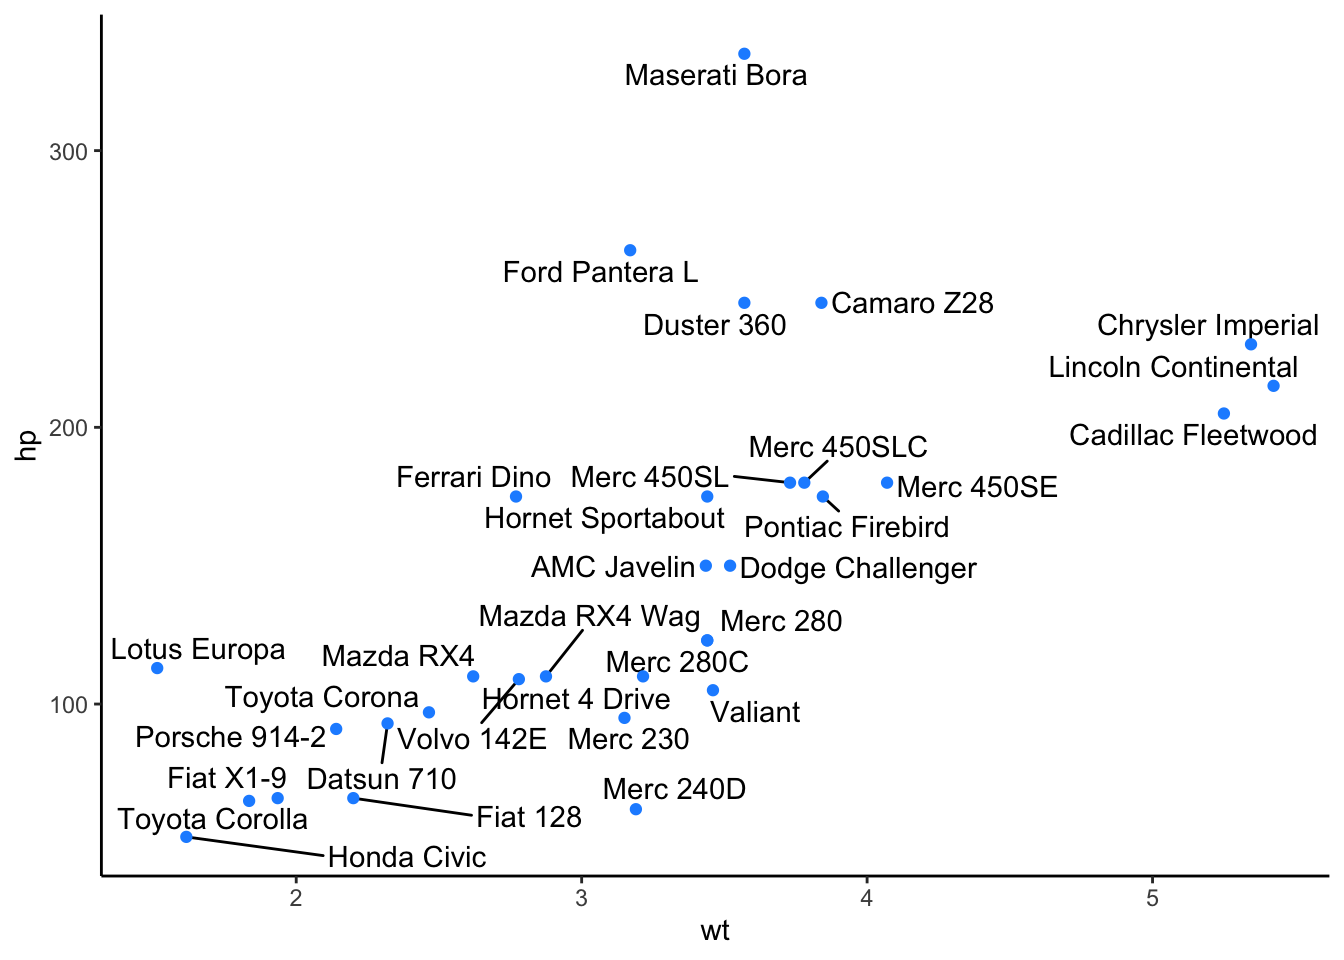 Maserati Bora
300
Ford Pantera L
Camaro Z28
Duster 360
Chrysler Imperial
Lincoln Continental
hp
200
Cadillac Fleetwood
Merc 450SLC
Ferrari Dino
Merc 450SL
Merc 450SE
Hornet Sportabout
Pontiac Firebird
AMC Javelin
Dodge Challenger
Mazda RX4 Wag
Merc 280
Lotus Europa
Mazda RX4
Merc 280C
Toyota Corona
Hornet 4 Drive
100
Valiant
Porsche 914-2
Volvo 142E
Merc 230
Fiat X1-9
Datsun 710
Merc 240D
Toyota Corolla
Fiat 128
Honda Civic
2
3
4
5
wt